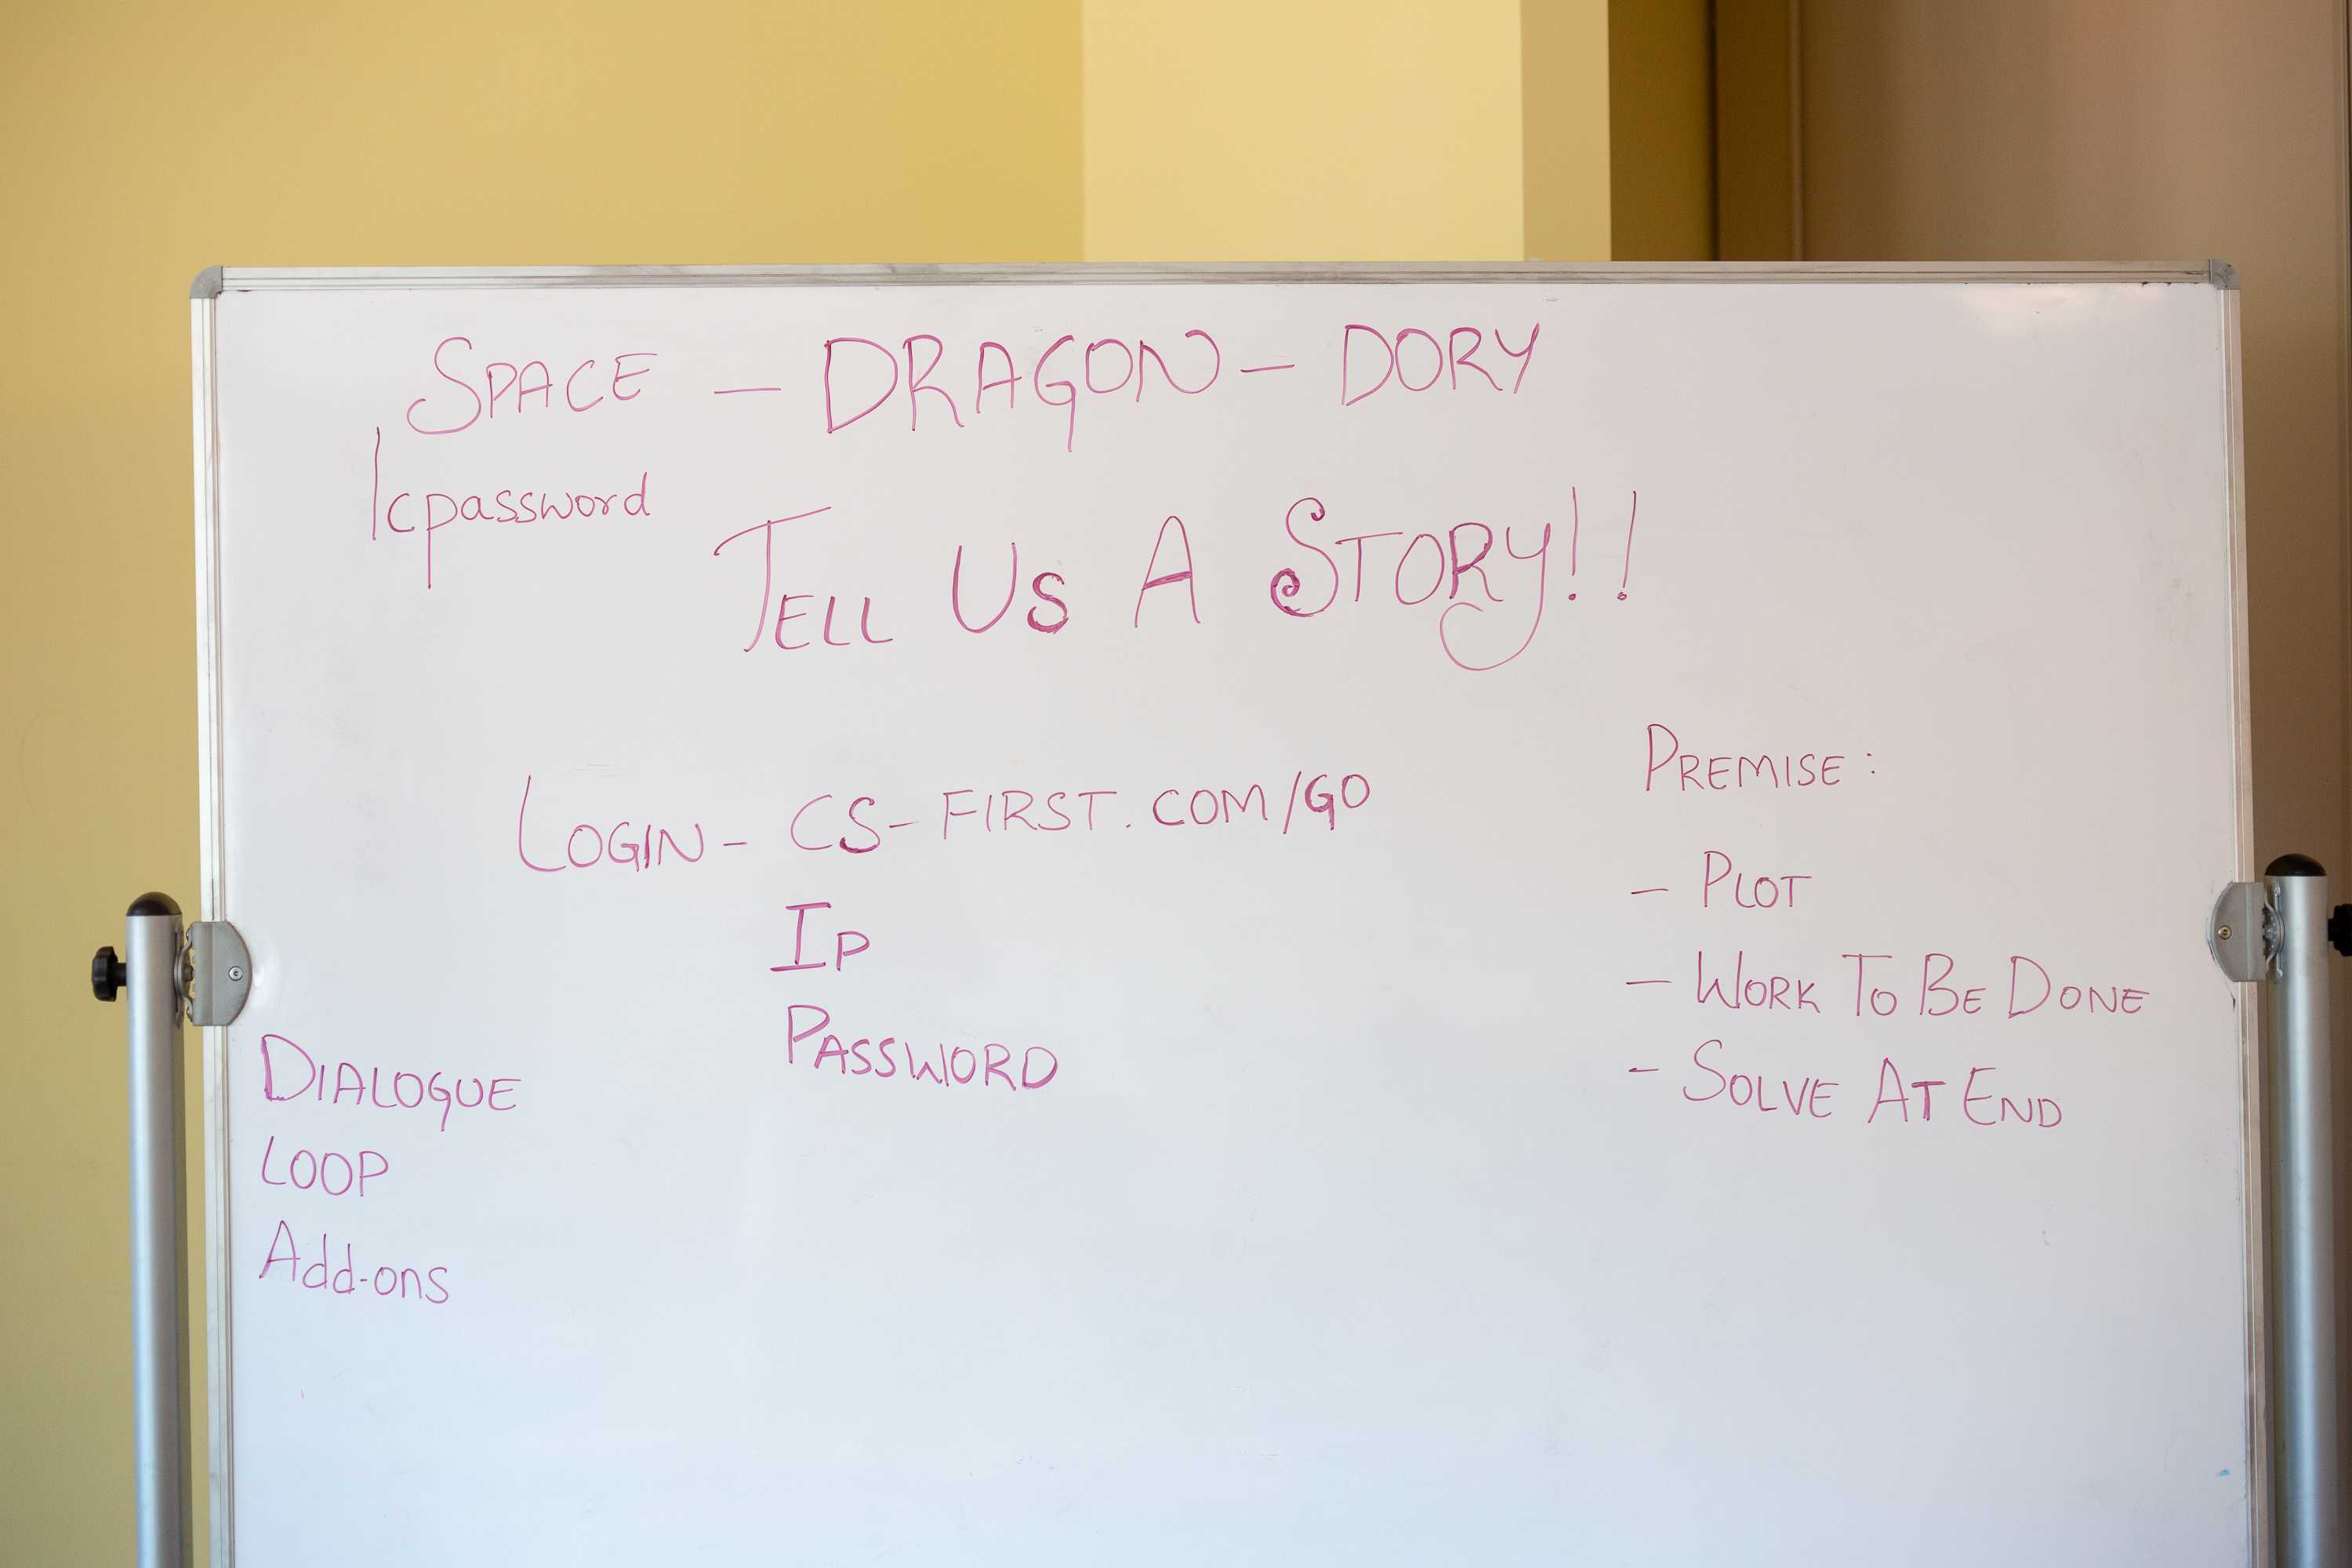 SPACE - DRAGON - DORY
lcpassword
TELL US A STORY!!
LOGIN - CS-FIRST.COM/GO
IP
PASSWORD
PREMISE:
- PLOT
- WORK TO BE DONE
- SOLVE AT END
DIALOGUE
LOOP
Add-ons